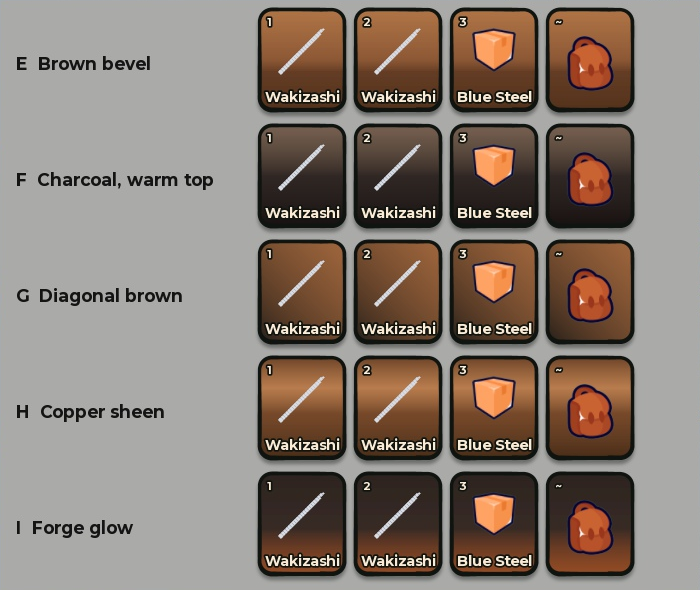 E Brown bevel
1 2 3 ~
Wakizashi Wakizashi Blue Steel
F Charcoal, warm top
1 2 3 ~
Wakizashi Wakizashi Blue Steel
G Diagonal brown
1 2 3 ~
Wakizashi Wakizashi Blue Steel
H Copper sheen
1 2 3 ~
Wakizashi Wakizashi Blue Steel
I Forge glow
1 2 3 ~
Wakizashi Wakizashi Blue Steel